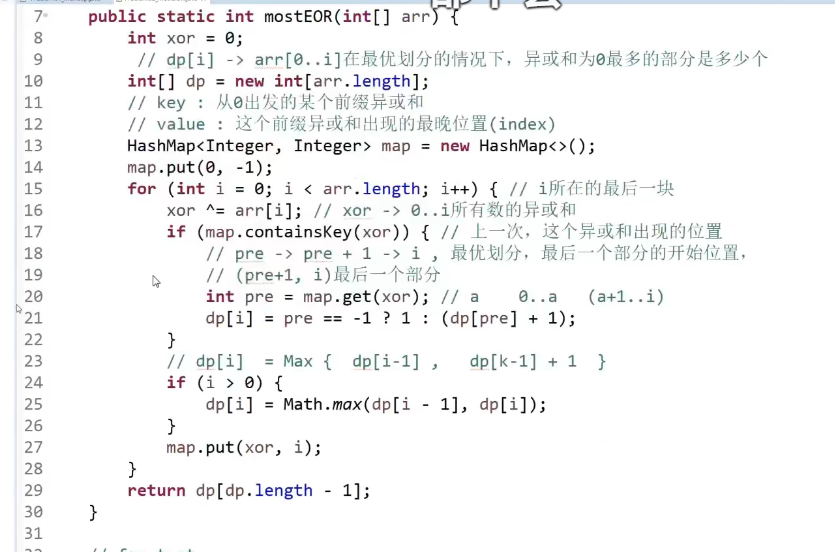 7 public static int mostEOR(int[] arr) {
8 int xor = 0;
9 // dp[i] -> arr[0..i]在最优划分的情况下，异或和为0最多的部分是多少个
10 int[] dp = new int[arr.length];
11 // key : 从0出发的某个前缀异或和
12 // value : 这个前缀异或和出现的最晚位置(index)
13 HashMap<Integer, Integer> map = new HashMap<>();
14 map.put(0, -1);
15 for (int i = 0; i < arr.length; i++) { // i所在的最后一块
16 xor ^= arr[i]; // xor -> 0..i所有数的异或和
17 if (map.containsKey(xor)) { // 上一次，这个异或和出现的位置
18 // pre -> pre + 1 -> i , 最优划分，最后一个部分的开始位置，
19 // (pre+1, i)最后一个部分
20 int pre = map.get(xor); // a 0..a (a+1..i)
21 dp[i] = pre == -1 ? 1 : (dp[pre] + 1);
22 }
23 // dp[i] = Max { dp[i-1] , dp[k-1] + 1 }
24 if (i > 0) {
25 dp[i] = Math.max(dp[i - 1], dp[i]);
26 }
27 map.put(xor, i);
28 }
29 return dp[dp.length - 1];
30 }
31